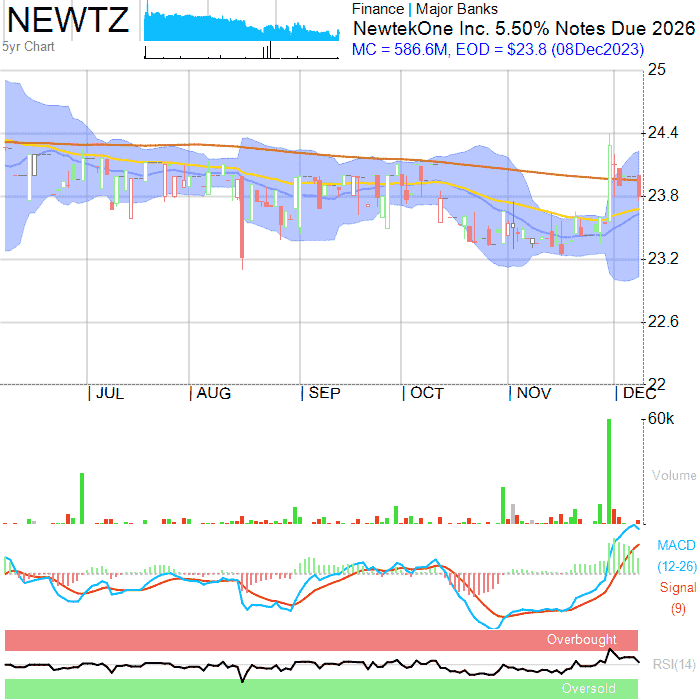 NEWTZ
Finance | Major Banks
NewtekOne Inc. 5.50% Notes Due 2026
5yr Chart
MC = 586.6M, EOD = $23.8 (08Dec2023)
25
24.4
23.8
23.2
22.6
22
JUL AUG SEP OCT NOV DEC
60k
Volume
MACD
(12-26)
Signal
(9)
Overbought
RSI(14)
Oversold